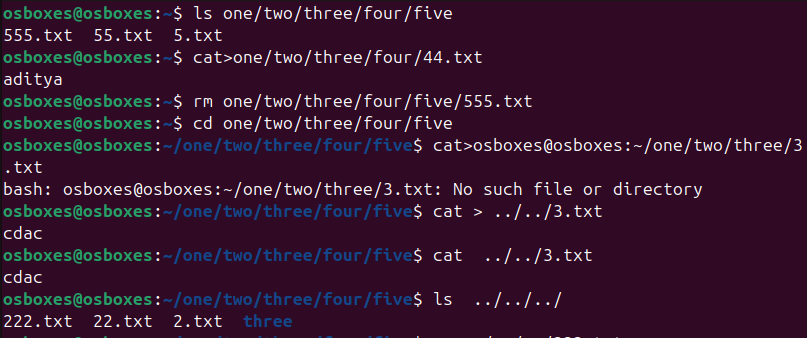 osboxes@osboxes:~$ ls one/two/three/four/five
555.txt  55.txt  5.txt
osboxes@osboxes:~$ cat>one/two/three/four/44.txt
aditya
osboxes@osboxes:~$ rm one/two/three/four/five/555.txt
osboxes@osboxes:~$ cd one/two/three/four/five
osboxes@osboxes:~/one/two/three/four/five$ cat>osboxes@osboxes:~/one/two/three/3
.txt
bash: osboxes@osboxes:~/one/two/three/3.txt: No such file or directory
osboxes@osboxes:~/one/two/three/four/five$ cat > ../../3.txt
cdac
osboxes@osboxes:~/one/two/three/four/five$ cat  ../../3.txt
cdac
osboxes@osboxes:~/one/two/three/four/five$ ls  ../../../
222.txt  22.txt  2.txt  three